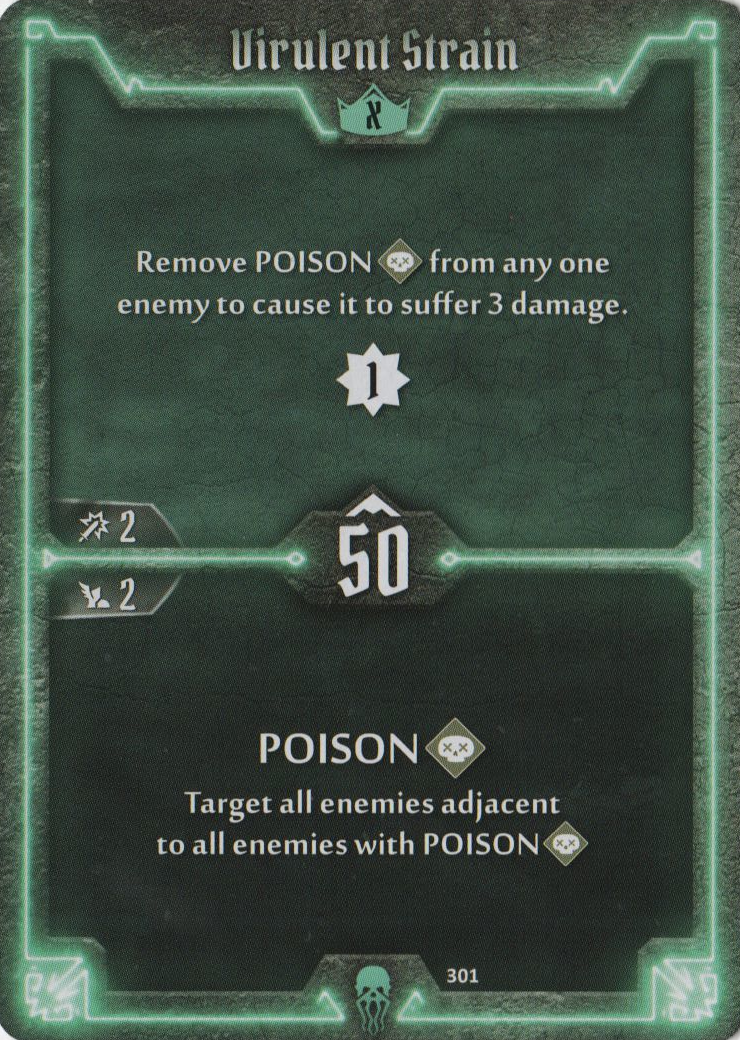 Virulent Strain
X
Remove POISON from any one
enemy to cause it to suffer 3 damage.
1
2
50
2
POISON
Target all enemies adjacent
to all enemies with POISON
301